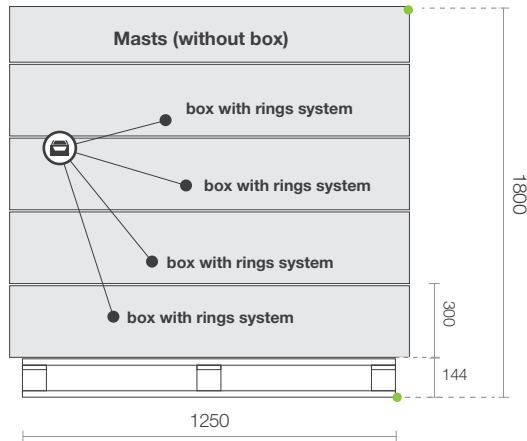 Masts (without box)
box with rings system
box with rings system
box with rings system
box with rings system
1800
300
144
1250